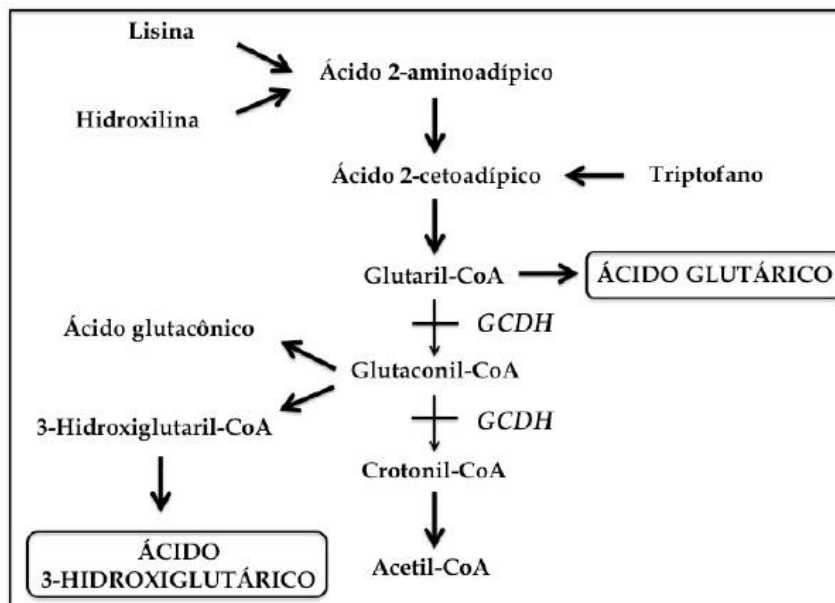 Lisina
Ácido 2-aminoadípico
Hidroxilina
Ácido 2-cetoadípico
Triptofano
Glutaril-CoA
ÁCIDO GLUTÁRICO
GCDH
Ácido glutacônico
Glutaconil-CoA
3-Hidroxiglutaril-CoA
GCDH
Crotonil-CoA
ÁCIDO
3-HIDROXIGLUTÁRICO
Acetil-CoA